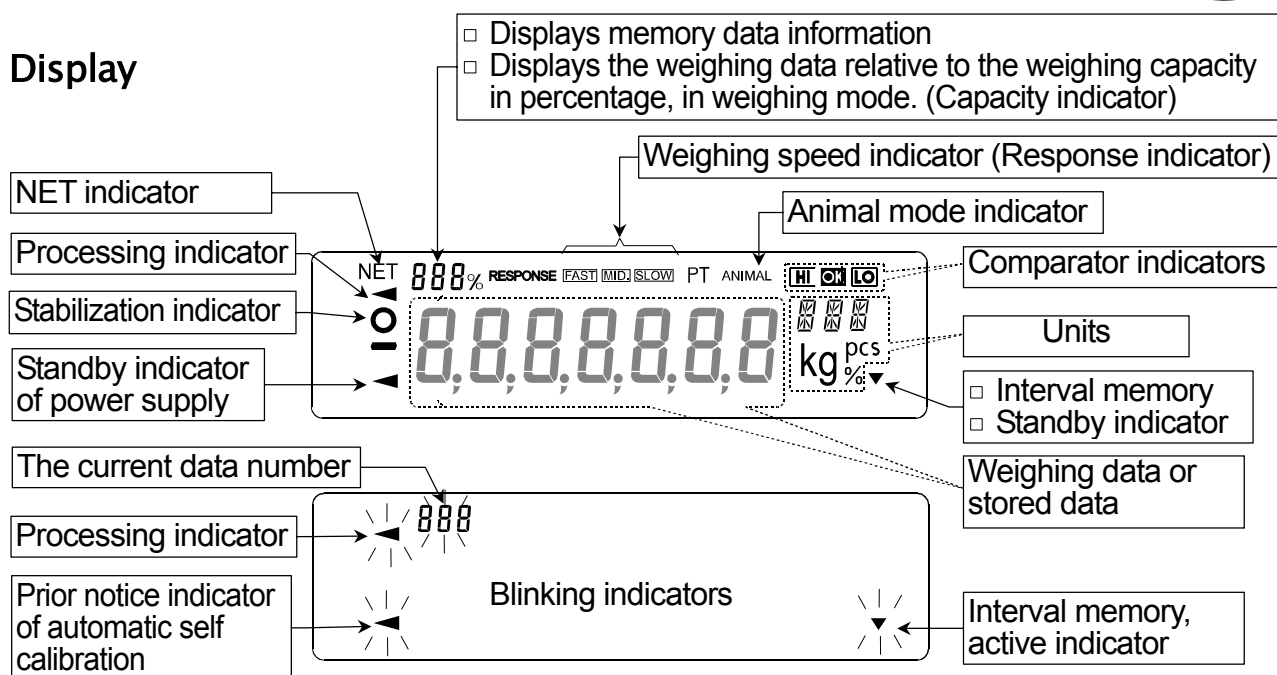 Display
□ Displays memory data information
□ Displays the weighing data relative to the weighing capacity
in percentage, in weighing mode. (Capacity indicator)
Weighing speed indicator (Response indicator)
NET indicator
Animal mode indicator
Processing indicator
Comparator indicators
NET 888% RESPONSE FAST MID. SLOW PT ANIMAL HI OK LO
Stabilization indicator
8.8.8.8.8.8.8
Units
kg pcs %
Standby indicator
of power supply
□ Interval memory
□ Standby indicator
The current data number
Weighing data or
stored data
888
Processing indicator
Blinking indicators
Prior notice indicator
of automatic self
calibration
Interval memory,
active indicator